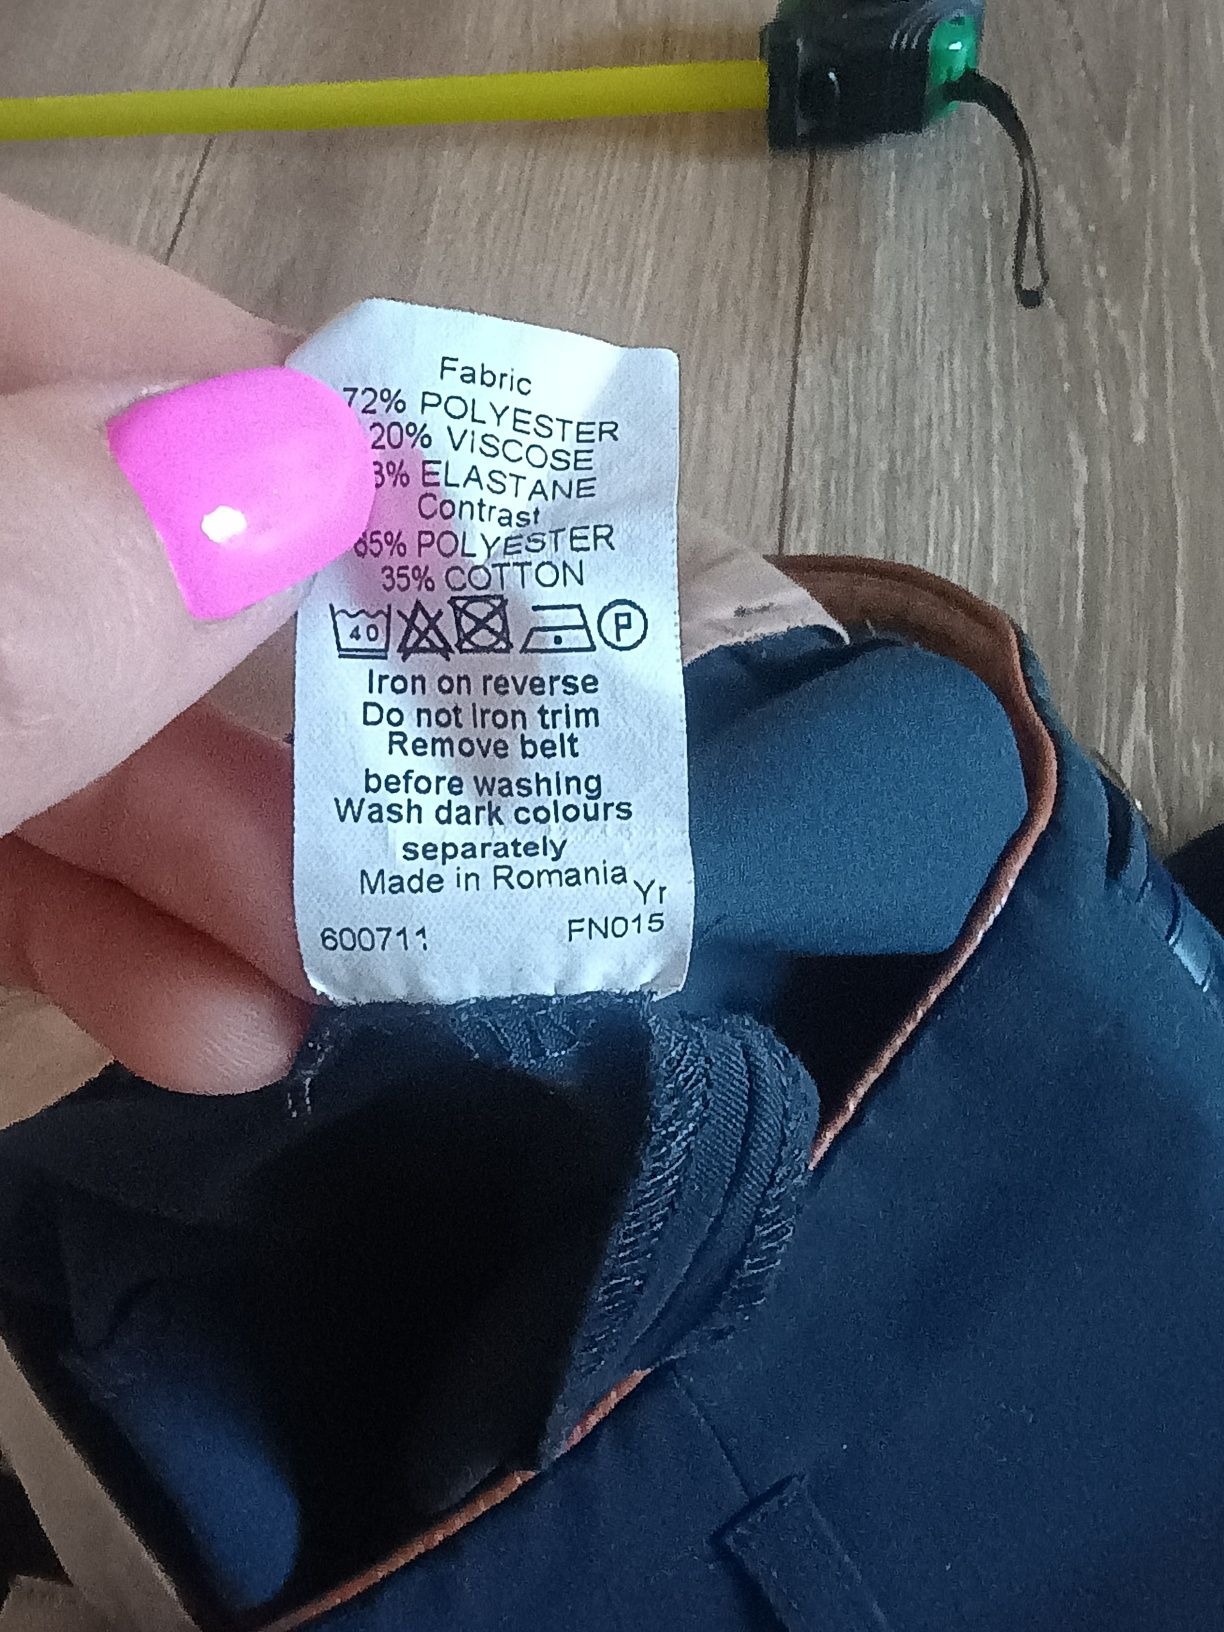 Fabric
72% POLYESTER
20% VISCOSE
ELASTANE
Contrast
65% POLYESTER
35% COTTON
40 P
Iron on reverse
Do not iron trim
Remove belt
before washing
Wash dark colours
separately
Made in Romania
Yr
600711 FN015